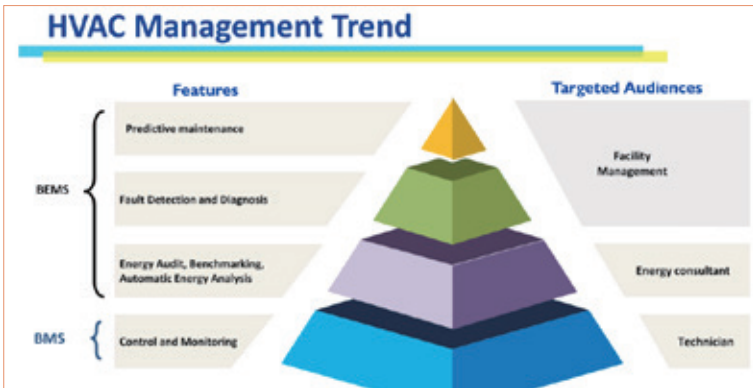 HVAC Management Trend
Features
Targeted Audiences
Predictive maintenance
Facility
Management
BEMS
Fault Detection and Diagnosis
Energy Audit, Benchmarking,
Automatic Energy Analysis
Energy consultant
BMS
Control and Monitoring
Technician